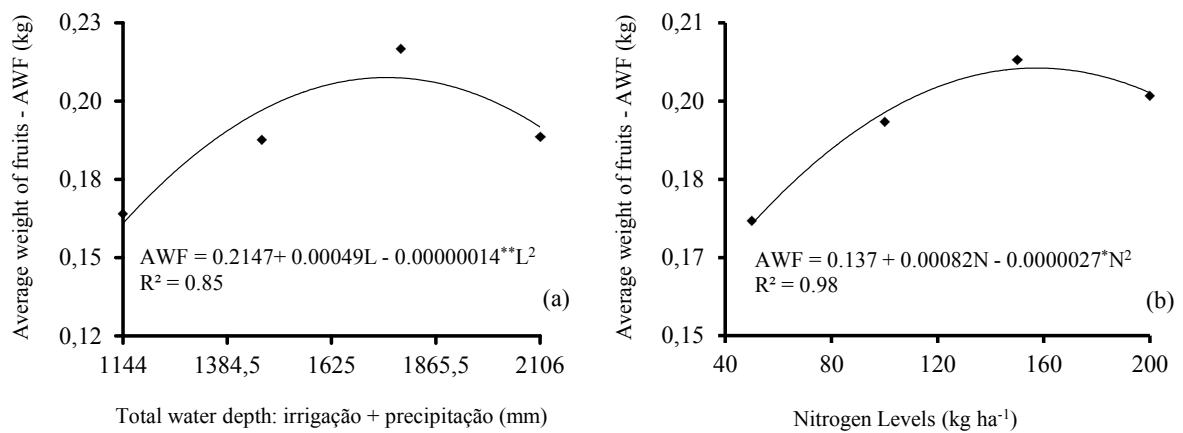 Average weight of fruits - AWF (kg)
0,23
0,20
0,18
0,15
0,12
AWF = 0.2147+ 0.00049L - 0.00000014**L²
R² = 0.85
(a)
1144
1384,5
1625
1865,5
2106
Total water depth: irrigação + precipitação (mm)
Average weight of fruits - AWF (kg)
0,21
0,20
0,18
0,17
0,15
AWF = 0.137 + 0.00082N - 0.0000027*N²
R² = 0.98
(b)
40
80
120
160
200
Nitrogen Levels (kg ha⁻¹)